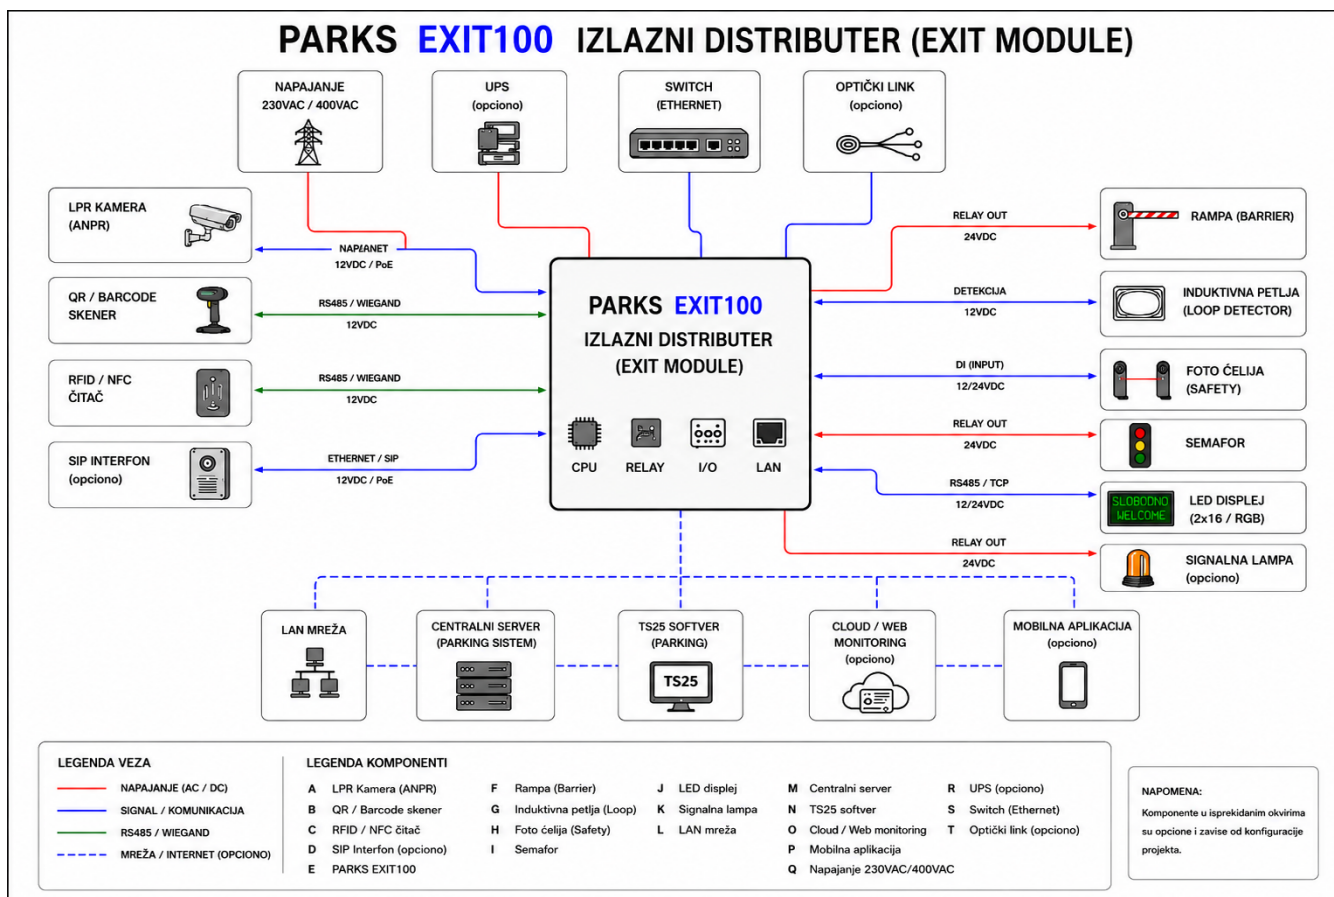 PARKS EXIT100 IZLAZNI DISTRIBUTER (EXIT MODULE)
NAPAJANJE
230VAC / 400VAC
UPS
(opciono)
SWITCH
(ETHERNET)
OPTIČKI LINK
(opciono)
LPR KAMERA
(ANPR)
12VDC / PoE
QR / BARCODE
SKENER
RS485 / WIEGAND
12VDC
RFID / NFC
ČITAČ
RS485 / WIEGAND
12VDC
SIP INTERFON
(opciono)
ETHERNET / SIP
12VDC / PoE
PARKS EXIT100
IZLAZNI DISTRIBUTER
(EXIT MODULE)
CPU
RELAY
I/O
LAN
RELAY OUT
24VDC
RAMPA (BARRIER)
DETEKCIJA
12VDC
INDUKTIVNA PETLJA
(LOOP DETECTOR)
DI (INPUT)
12/24VDC
FOTO ĆELIJA
(SAFETY)
RELAY OUT
24VDC
SEMAFOR
RS485 / TCP
12/24VDC
SLOBODNO
WELCOME
LED DISPLEJ
(2x16 / RGB)
RELAY OUT
24VDC
SIGNALNA LAMPA
(opciono)
LAN MREŽA
CENTRALNI SERVER
(PARKING SISTEM)
TS25 SOFTVER
(PARKING)
TS25
CLOUD / WEB
MONITORING
(opciono)
MOBILNA APLIKACIJA
(opciono)
LEGENDA VEZA
NAPAJANJE (AC / DC)
SIGNAL / KOMUNIKACIJA
RS485 / WIEGAND
MREŽA / INTERNET (OPCIONO)
LEGENDA KOMPONENTI
A LPR Kamera (ANPR)
B QR / Barcode skener
C RFID / NFC čitač
D SIP Interfon (opciono)
E PARKS EXIT100
F Rampa (Barrier)
G Induktivna petlja (Loop)
H Foto ćelija (Safety)
I Semafor
J LED displej
K Signalna lampa
L LAN mreža
M Centralni server
N TS25 softver
O Cloud / Web monitoring
P Mobilna aplikacija
Q Napajanje 230VAC/400VAC
R UPS (opciono)
S Switch (Ethernet)
T Optički link (opciono)
NAPOMENA:
Komponente u isprekidanim okvirima
su opcione i zavise od konfiguracije
projekta.